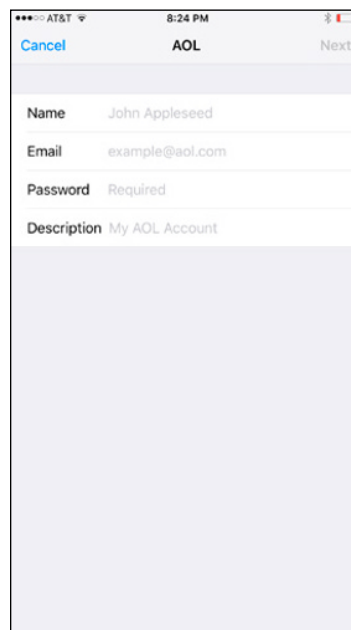 AT&T 8:24 PM
Cancel AOL Next
Name John Appleseed
Email example@aol.com
Password Required
Description My AOL Account